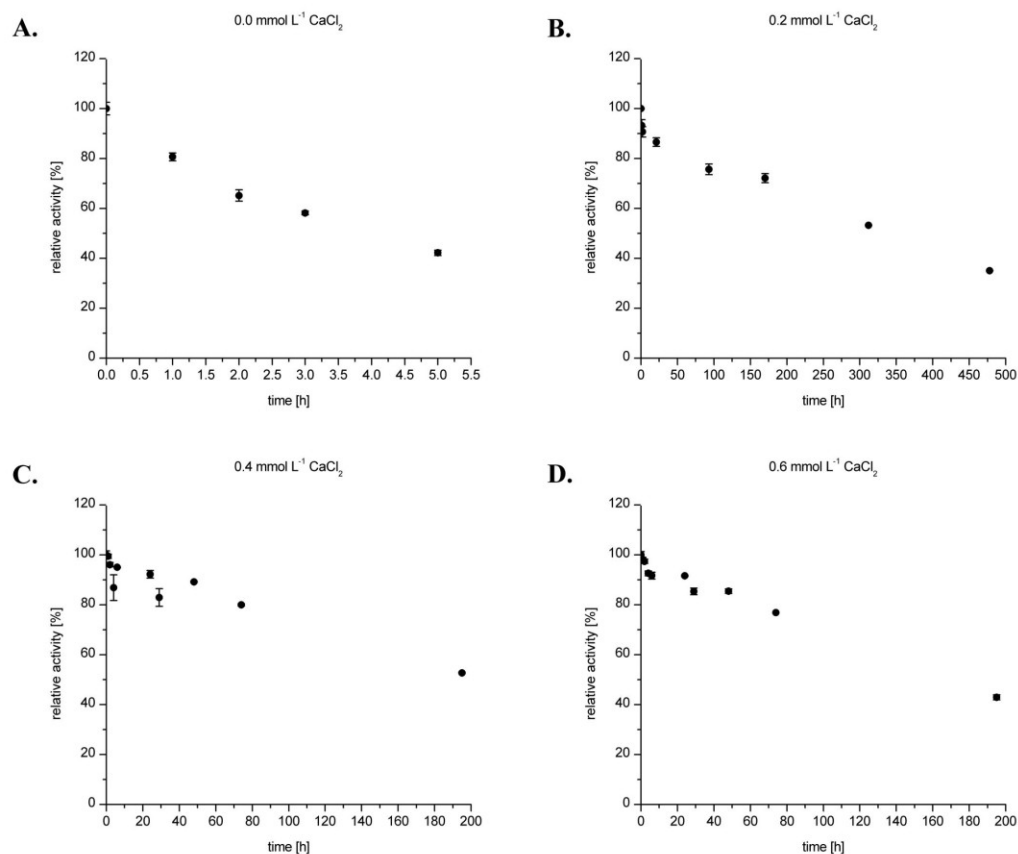 A.
0.0 mmol L⁻¹ CaCl₂
relative activity [%]
120
100
80
60
40
20
0
0.0 0.5 1.0 1.5 2.0 2.5 3.0 3.5 4.0 4.5 5.0 5.5
time [h]
B.
0.2 mmol L⁻¹ CaCl₂
relative activity [%]
120
100
80
60
40
20
0
0 50 100 150 200 250 300 350 400 450 500
time [h]
C.
0.4 mmol L⁻¹ CaCl₂
relative activity [%]
120
100
80
60
40
20
0
0 20 40 60 80 100 120 140 160 180 200
time [h]
D.
0.6 mmol L⁻¹ CaCl₂
relative activity [%]
120
100
80
60
40
20
0
0 20 40 60 80 100 120 140 160 180 200
time [h]